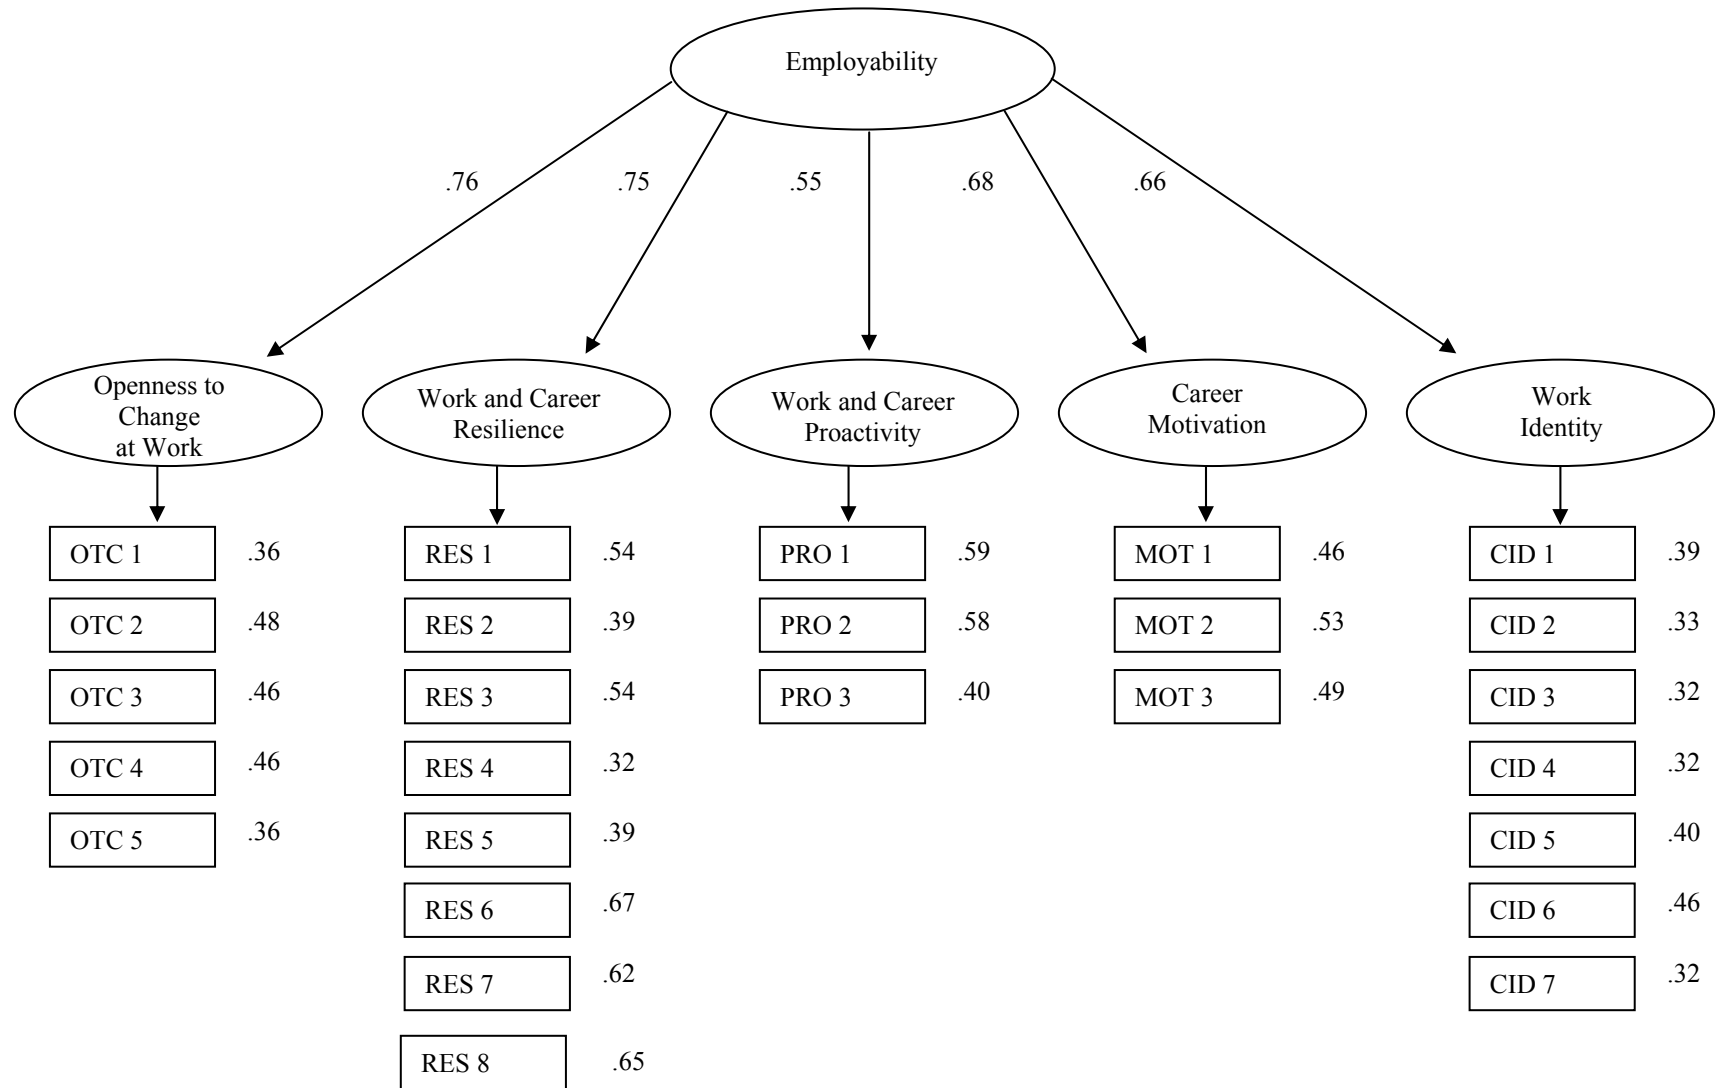 Employability
.76
.75
.55
.68
.66
Openness to
Change
at Work
Work and Career
Resilience
Work and Career
Proactivity
Career
Motivation
Work
Identity
OTC 1
.36
RES 1
.54
PRO 1
.59
MOT 1
.46
CID 1
.39
OTC 2
.48
RES 2
.39
PRO 2
.58
MOT 2
.53
CID 2
.33
OTC 3
.46
RES 3
.54
PRO 3
.40
MOT 3
.49
CID 3
.32
OTC 4
.46
RES 4
.32
CID 4
.32
OTC 5
.36
RES 5
.39
CID 5
.40
RES 6
.67
CID 6
.46
RES 7
.62
CID 7
.32
RES 8
.65